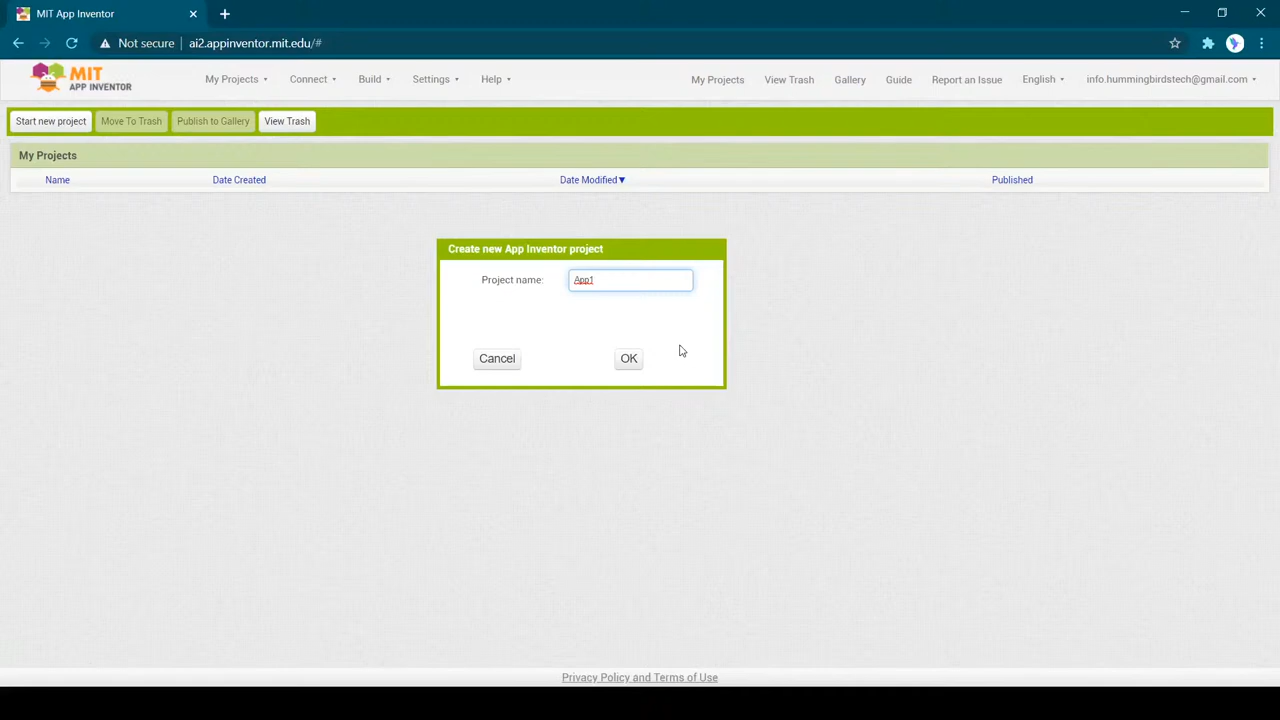 MIT App Inventor
Not secure ai2.appinventor.mit.edu/#
MIT
APP INVENTOR
My Projects Connect Build Settings Help My Projects View Trash Gallery Guide Report an Issue English info.hummingbirdstech@gmail.com
Start new project Move To Trash Publish to Gallery View Trash
My Projects
Name Date Created Date Modified▼ Published
Create new App Inventor project
Project name: App1
Cancel OK
Privacy Policy and Terms of Use